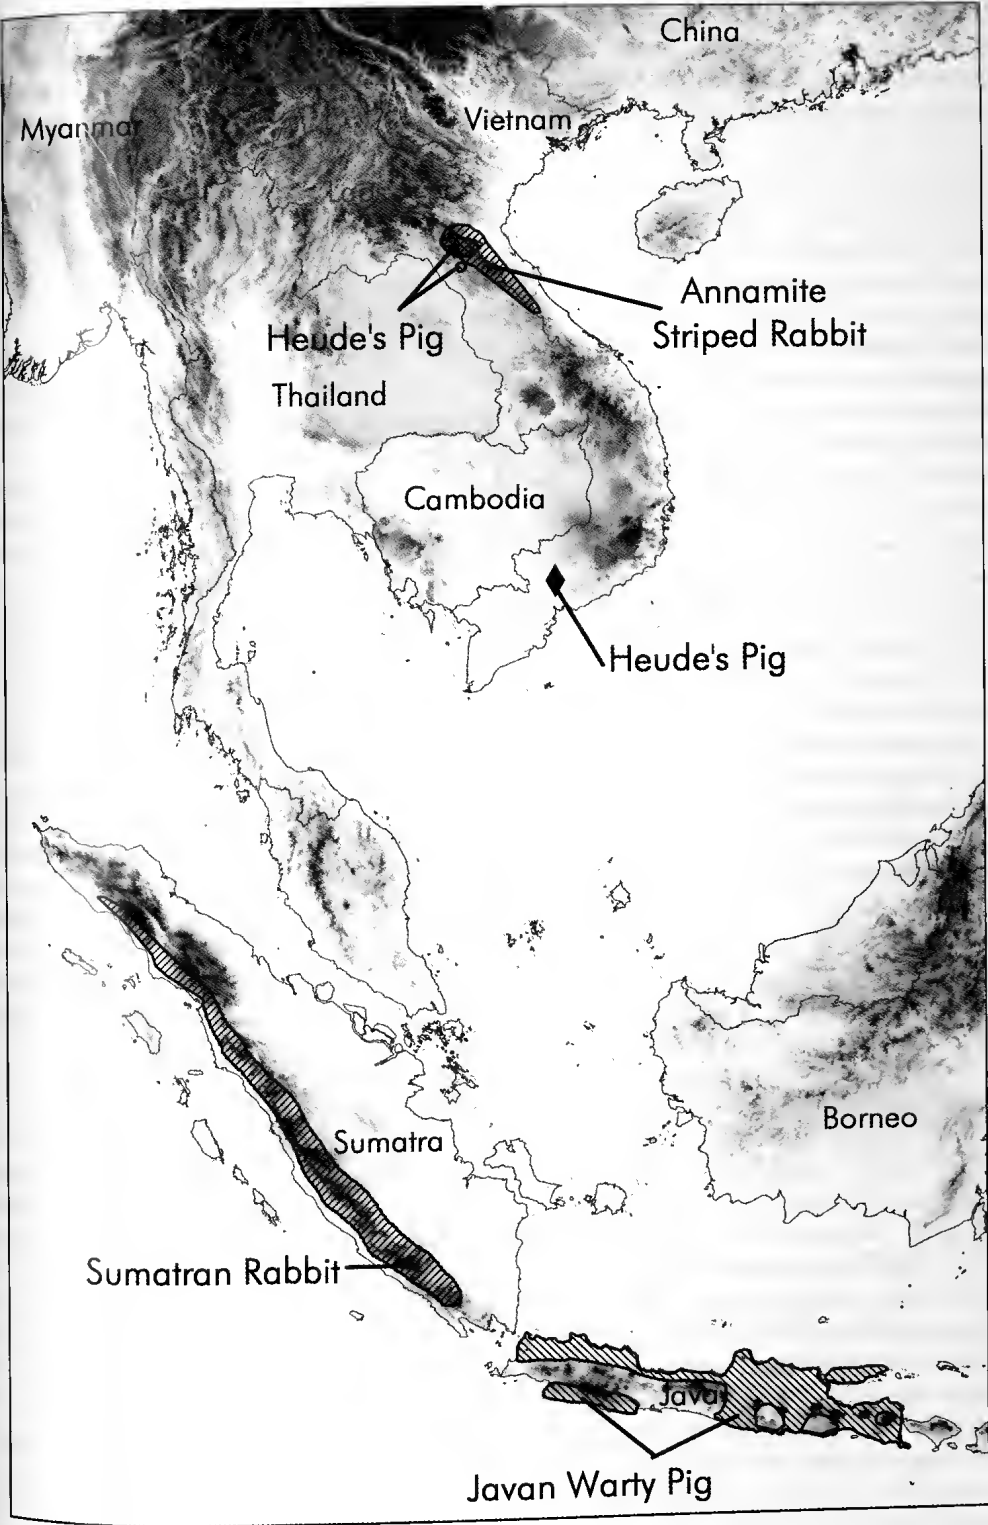 China
Myanmar
Vietnam
Annamite
Striped Rabbit
Heude's Pig
Thailand
Cambodia
Heude's Pig
Borneo
Sumatra
Sumatran Rabbit
Java
Javan Warty Pig